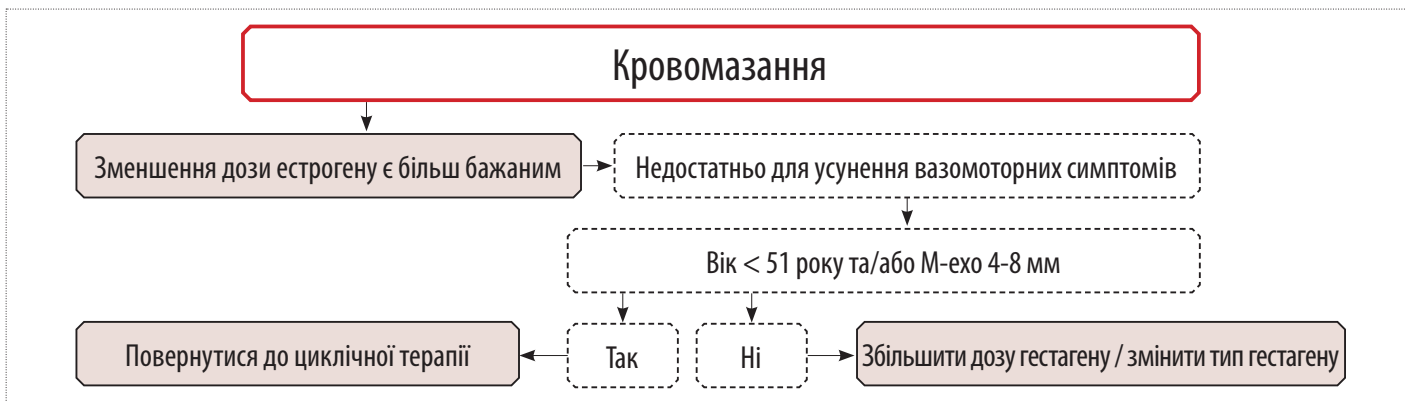 Кровомазання
Зменшення дози естрогену є більш бажаним
Недостатньо для усунення вазомоторних симптомів
Вік < 51 року та/або М-ехо 4-8 мм
Повернутися до циклічної терапії
Так
Ні
Збільшити дозу гестагену / змінити тип гестагену